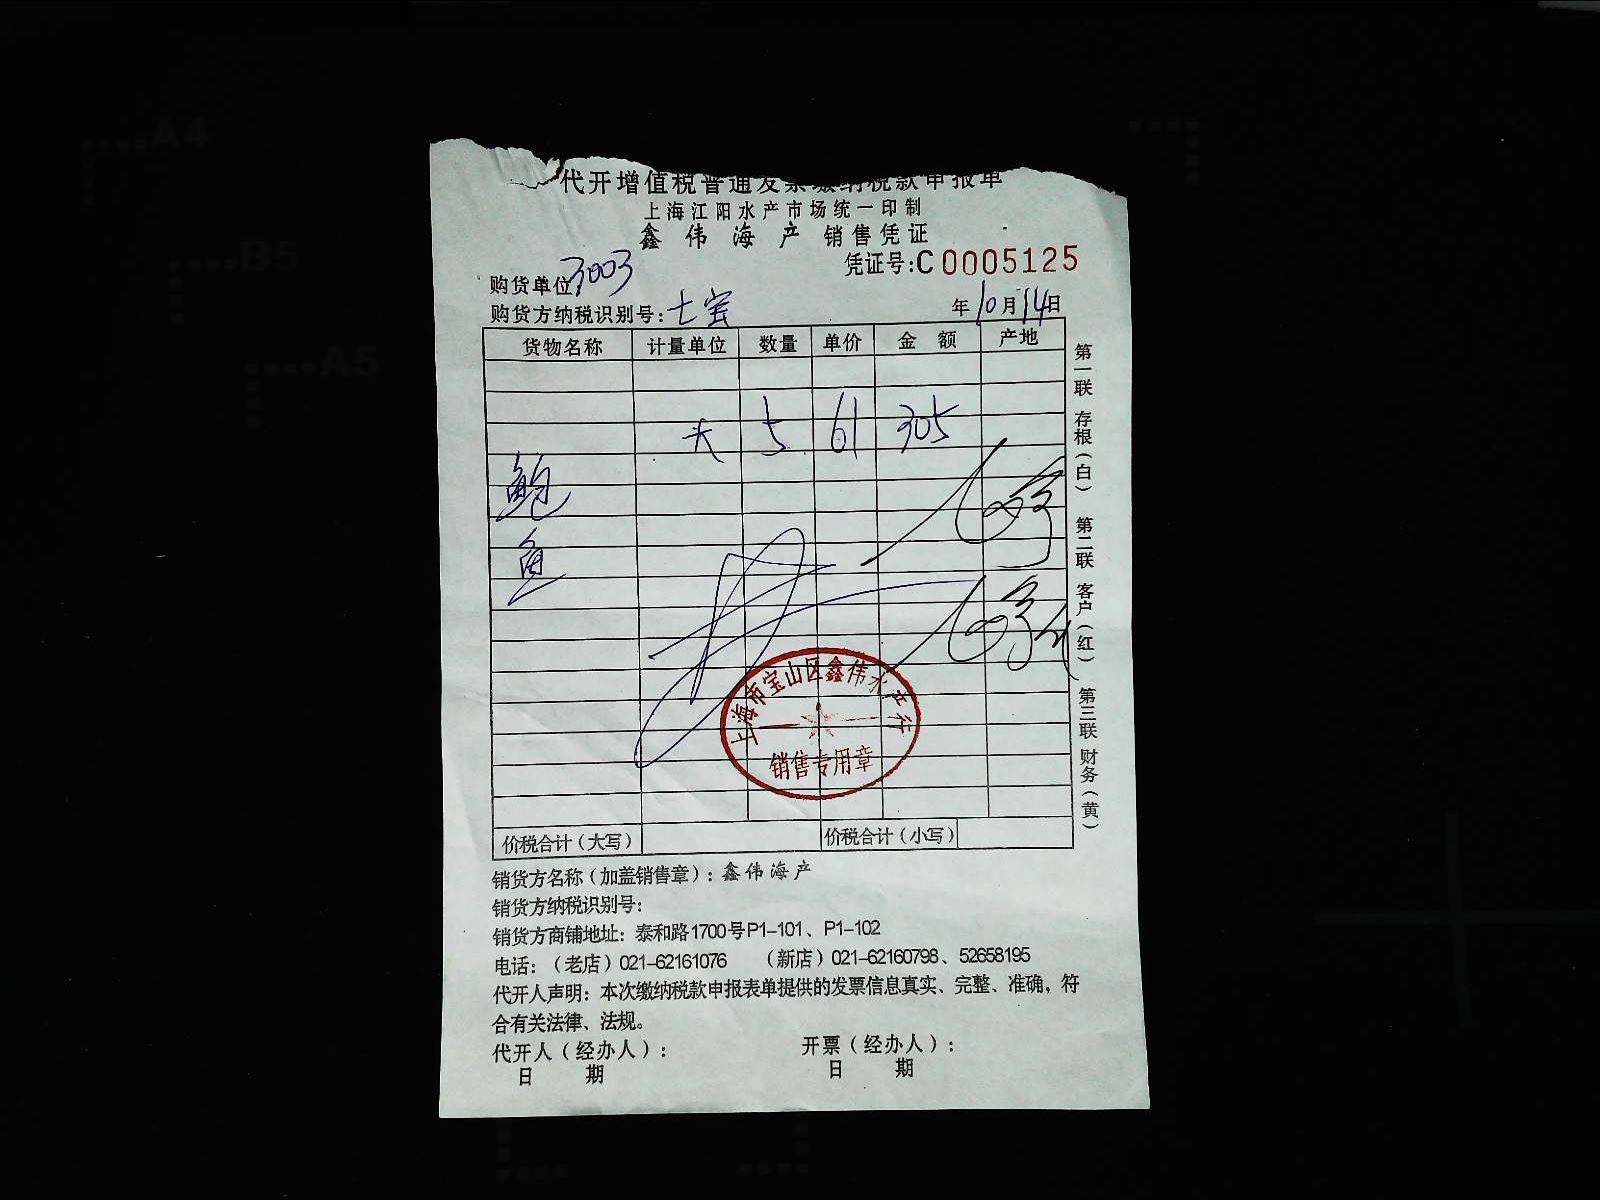 代开增值税普通发票缴纳税款申报单
上海江阳水产市场统一印制
鑫伟海产 销售凭证
凭证号:C0005125
购货单位 3003
购货方纳税识别号: 七宝
年10月14日
货物名称 计量单位 数量 单价 金额 产地
5 61 305
鲍
鱼
上海市宝山区鑫伟水产行
销售专用章
价税合计(大写) 价税合计(小写)
第一联 存根(白) 第二联 客户(红) 第三联 财务(黄)
销货方名称(加盖销售章): 鑫伟海产
销货方纳税识别号:
销货方商铺地址: 泰和路1700号P1-101、P1-102
电话: (老店)021-62161076 (新店)021-62160798、52658195
代开人声明: 本次缴纳税款申报表单提供的发票信息真实、完整、准确, 符
合有关法律、法规。
代开人(经办人): 开票(经办人):
日 期 日 期
A4
B5
A5